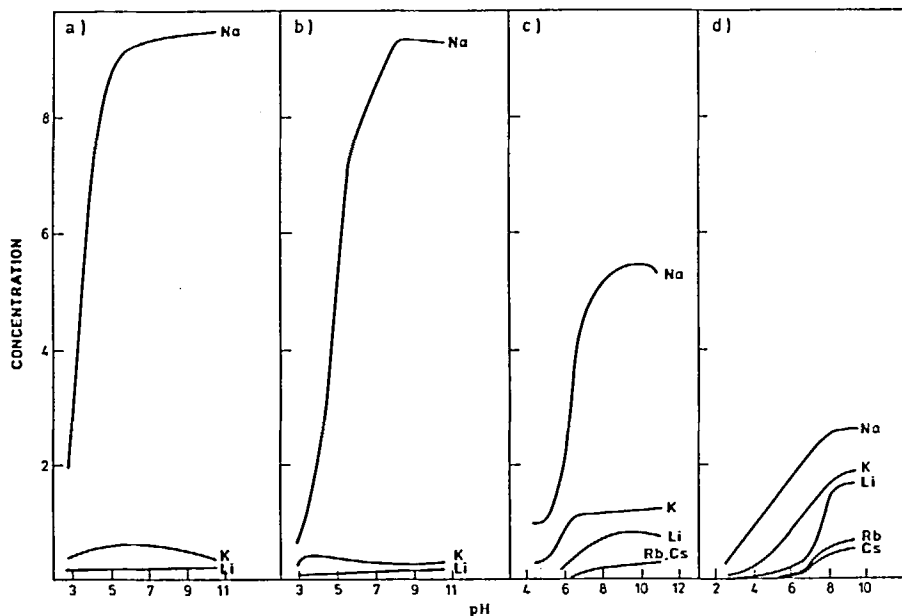 a)
Na
K
Li
b)
Na
K
Li
c)
Na
K
Li
Rb,Cs
d)
Na
K
Li
Rb
Cs
CONCENTRATION
8
6
4
2
3 5 7 9 11
3 5 7 9 11
4 6 8 10 12
2 4 6 8 10
pH